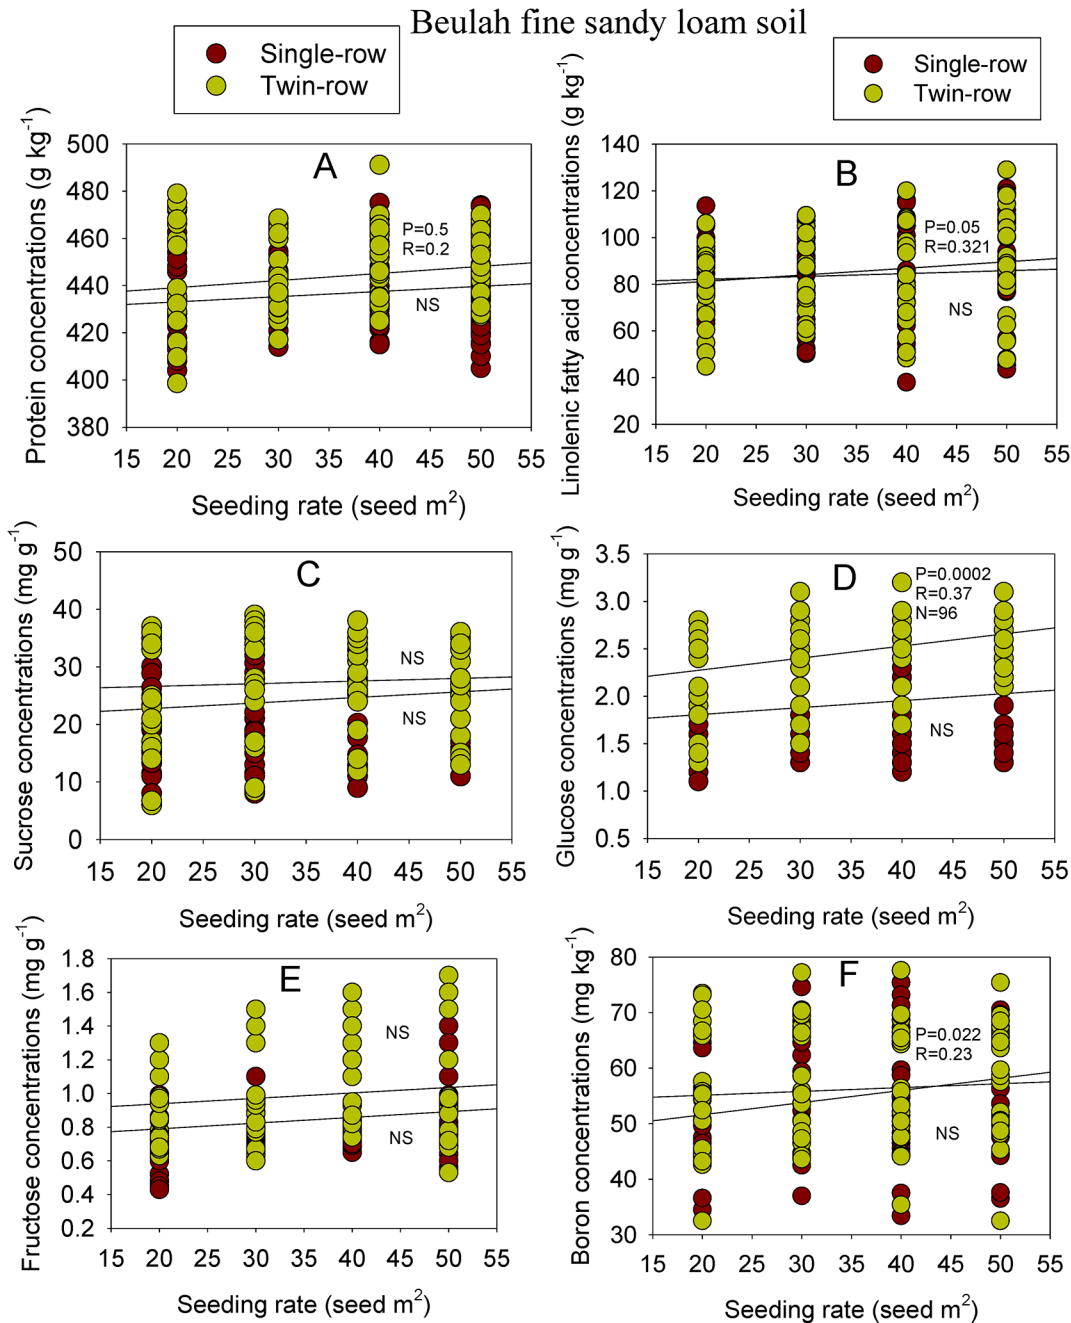 Beulah fine sandy loam soil
Single-row
Twin-row
Single-row
Twin-row
A
Protein concentrations (g kg-1)
500
480
460
440
420
400
380
P=0.5
R=0.2
NS
15 20 25 30 35 40 45 50 55
Seeding rate (seed m2)
B
Linolenic fatty acid concentrations (g kg-1)
140
120
100
80
60
40
20
P=0.05
R=0.321
NS
15 20 25 30 35 40 45 50 55
Seeding rate (seed m2)
C
Sucrose concentrations (mg g-1)
50
40
30
20
10
0
NS
NS
15 20 25 30 35 40 45 50 55
Seeding rate (seed m2)
D
Glucose concentrations (mg g-1)
3.5
3.0
2.5
2.0
1.5
1.0
0.5
P=0.0002
R=0.37
N=96
NS
15 20 25 30 35 40 45 50 55
Seeding rate (seed m2)
E
Fructose concentrations (mg g-1)
1.8
1.6
1.4
1.2
1.0
0.8
0.6
0.4
0.2
NS
NS
15 20 25 30 35 40 45 50 55
Seeding rate (seed m2)
F
Boron concentrations (mg kg-1)
80
70
60
50
40
30
P=0.022
R=0.23
NS
15 20 25 30 35 40 45 50 55
Seeding rate (seed m2)